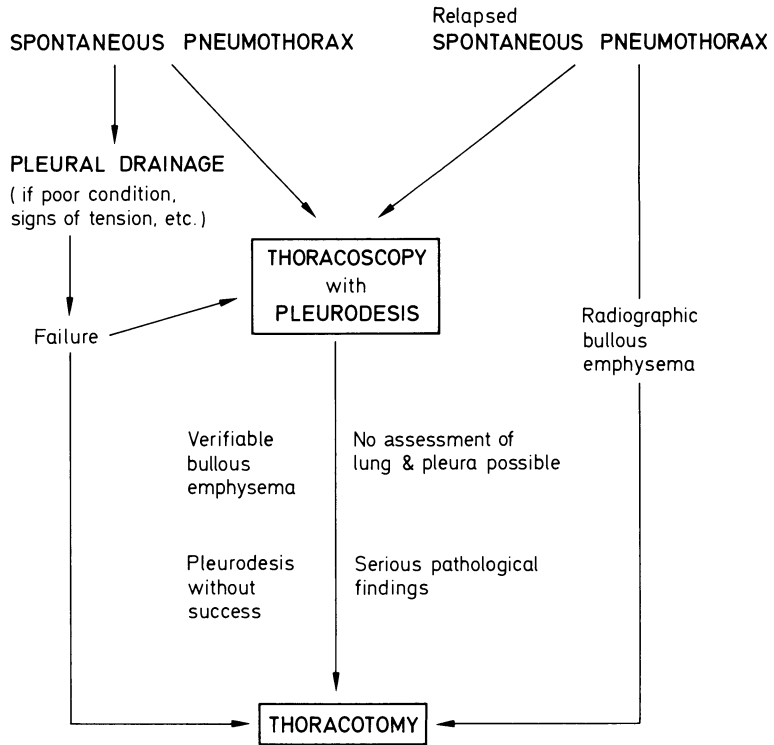 SPONTANEOUS PNEUMOTHORAX
Relapsed
SPONTANEOUS PNEUMOTHORAX
PLEURAL DRAINAGE
( if poor condition,
signs of tension, etc. )
THORACOSCOPY
with
PLEURODESIS
Failure
Radiographic
bullous
emphysema
Verifiable
bullous
emphysema
No assessment of
lung & pleura possible
Pleurodesis
without
success
Serious pathological
findings
THORACOTOMY